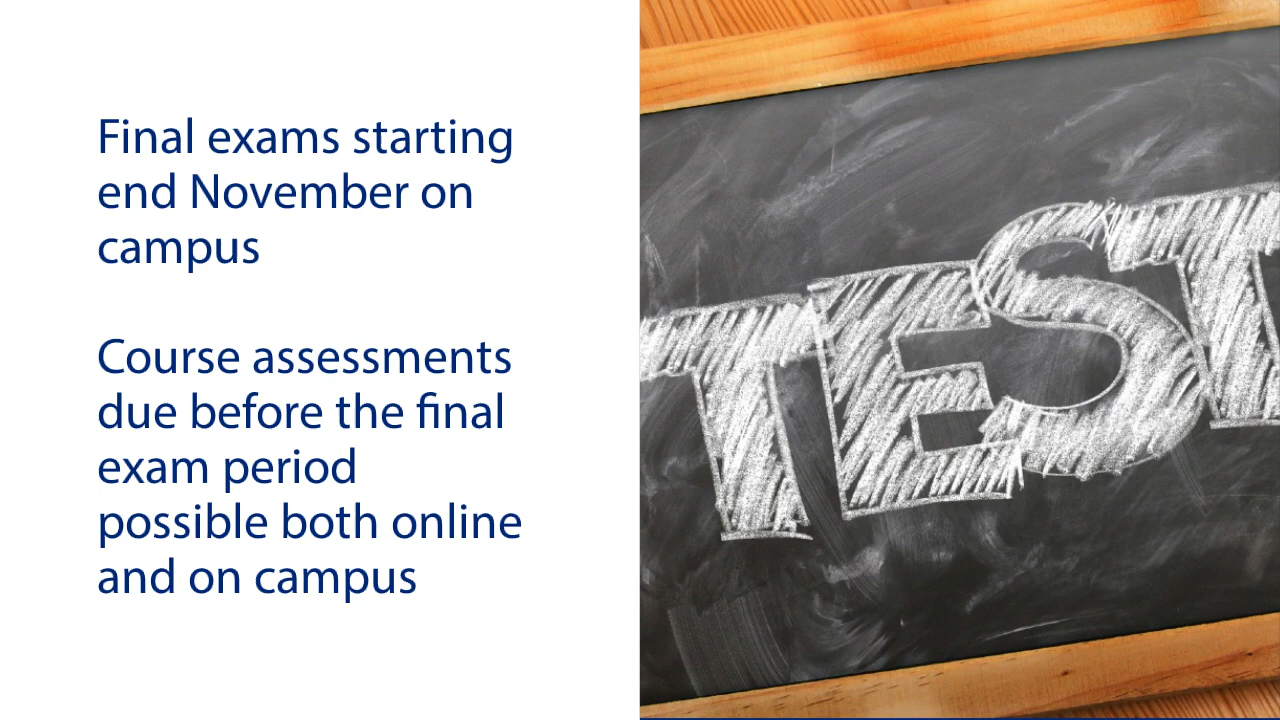 Final exams starting
end November on
campus
Course assessments
due before the final
exam period
possible both online
and on campus
TEST